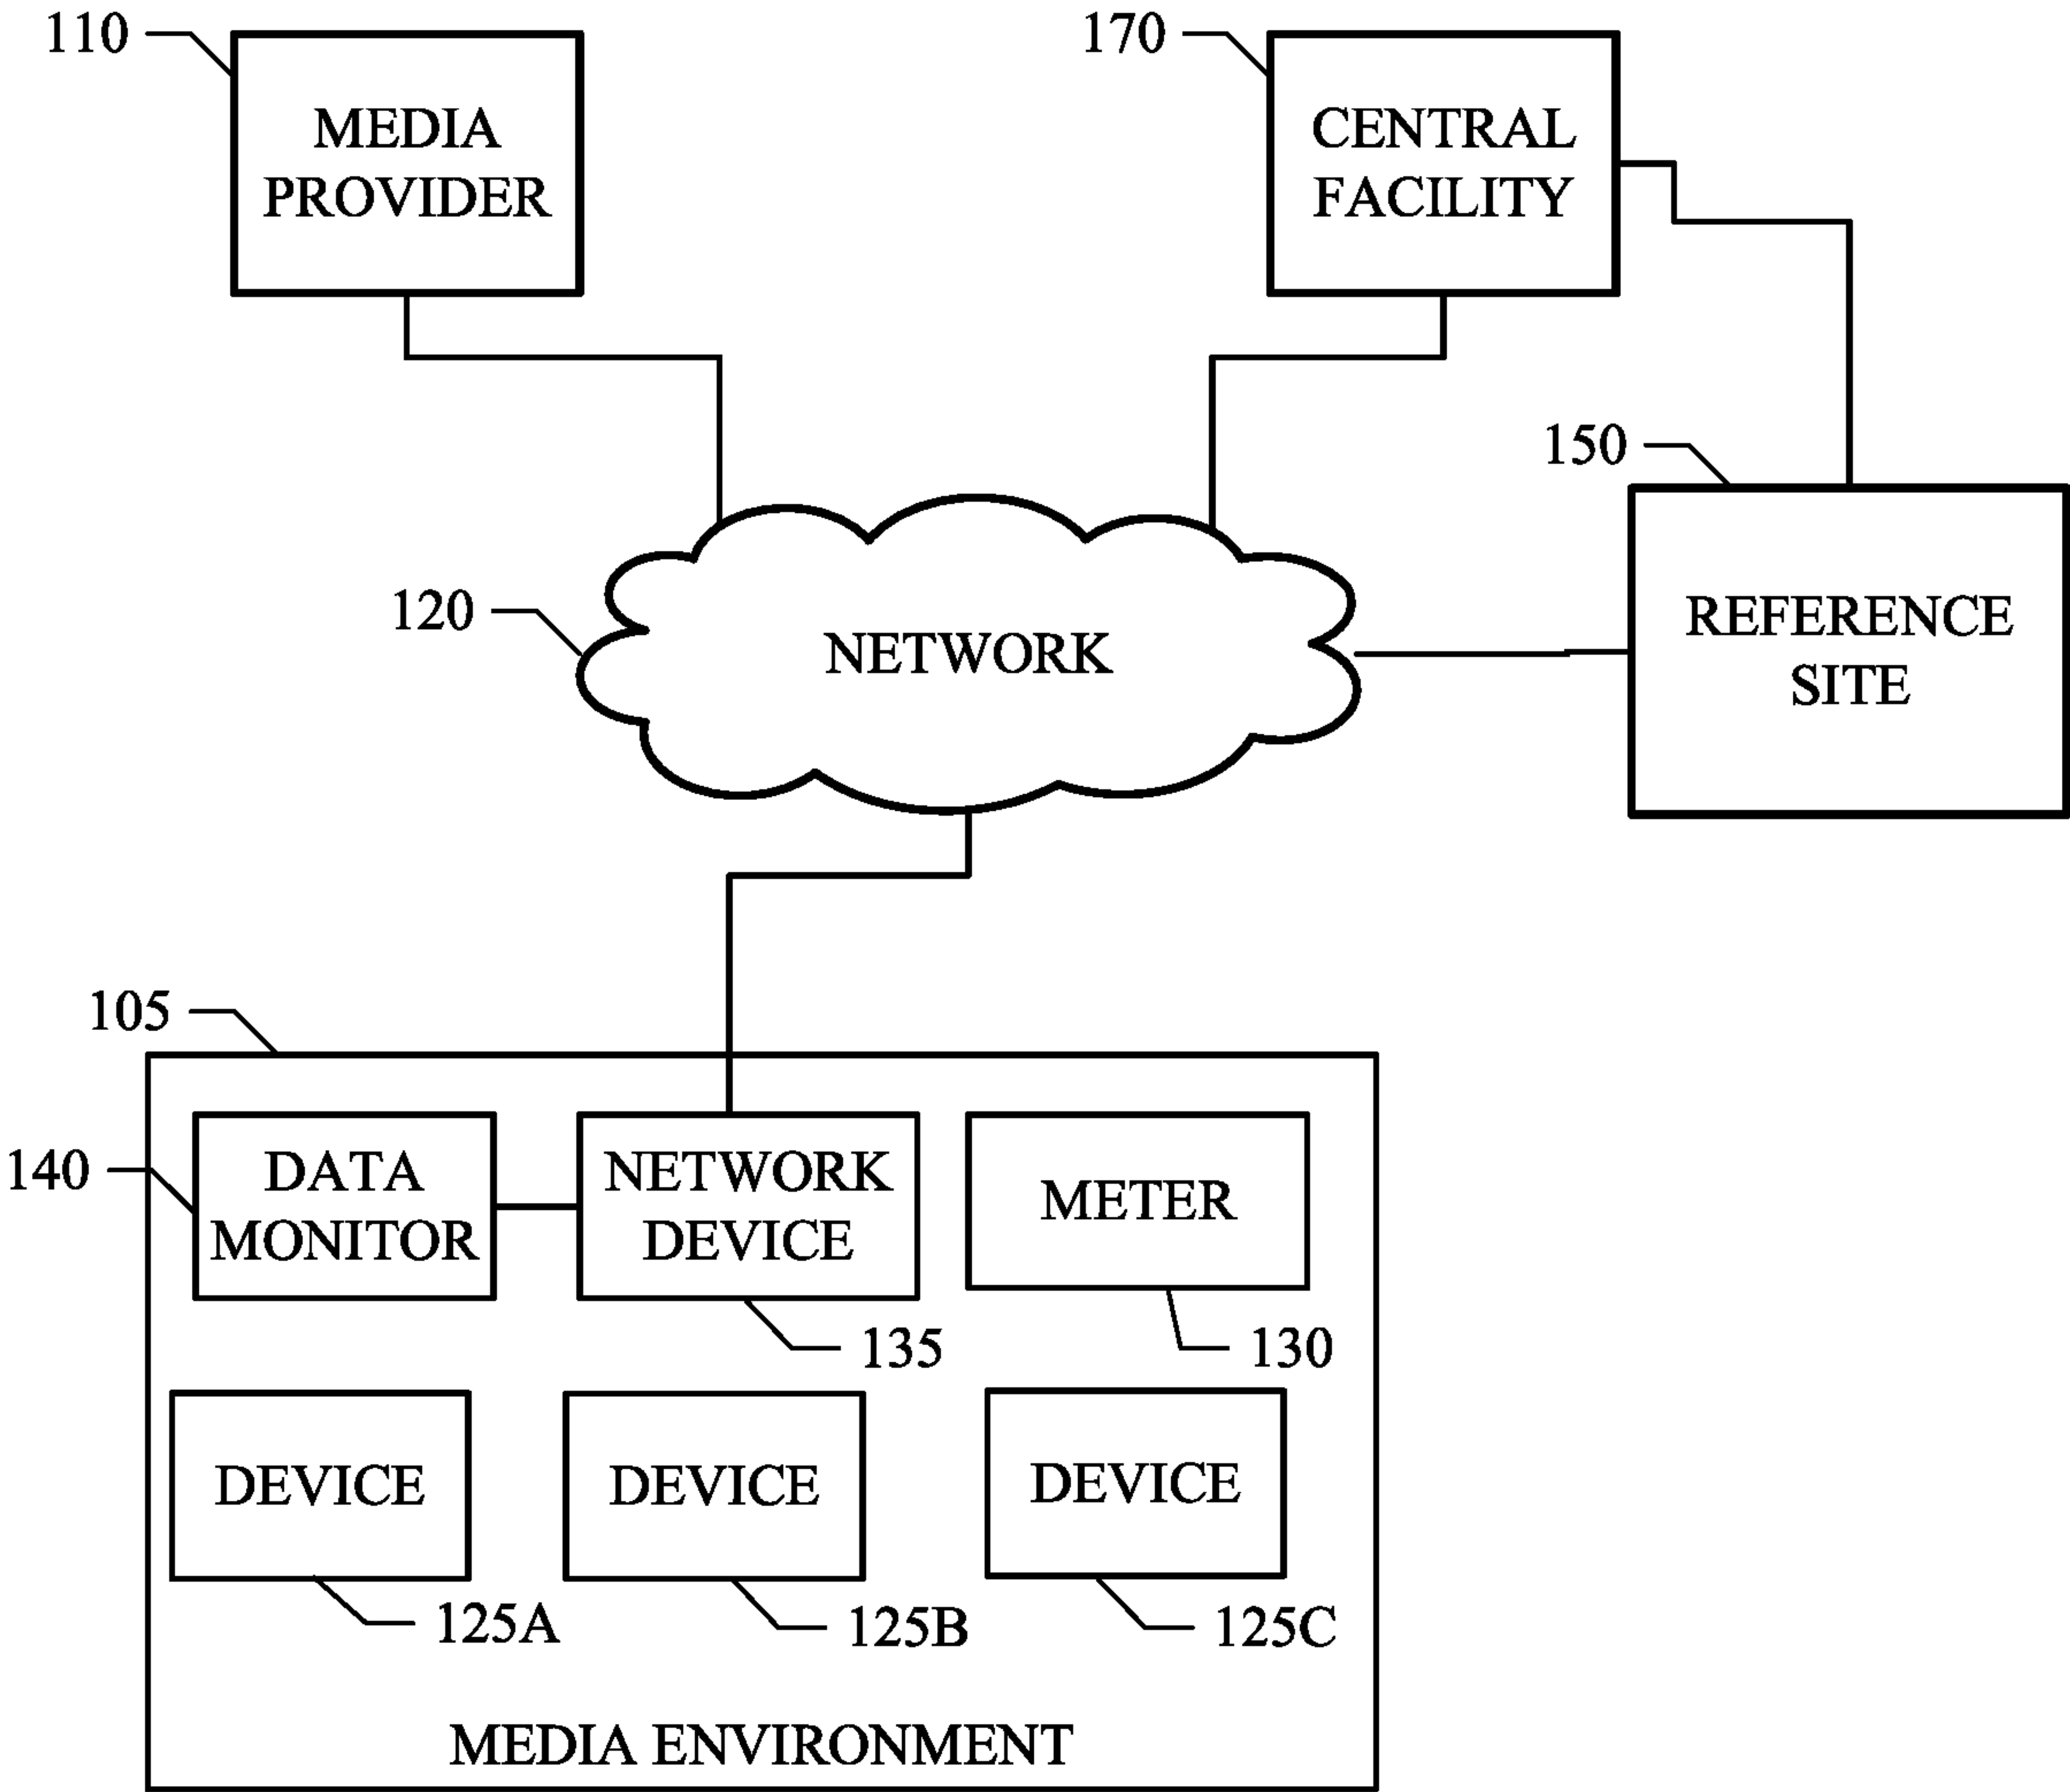 110
170
MEDIA
PROVIDER
CENTRAL
FACILITY
150
120
NETWORK
REFERENCE
SITE
105
140
DATA
MONITOR
NETWORK
DEVICE
METER
135
130
DEVICE
DEVICE
DEVICE
125A
125B
125C
MEDIA ENVIRONMENT